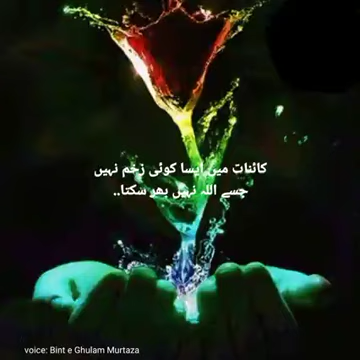 کائنات میں ایسا کوئی زخم نہیں
جسے اللہ نہیں بھر سکتا..
voice: Bint e Ghulam Murtaza